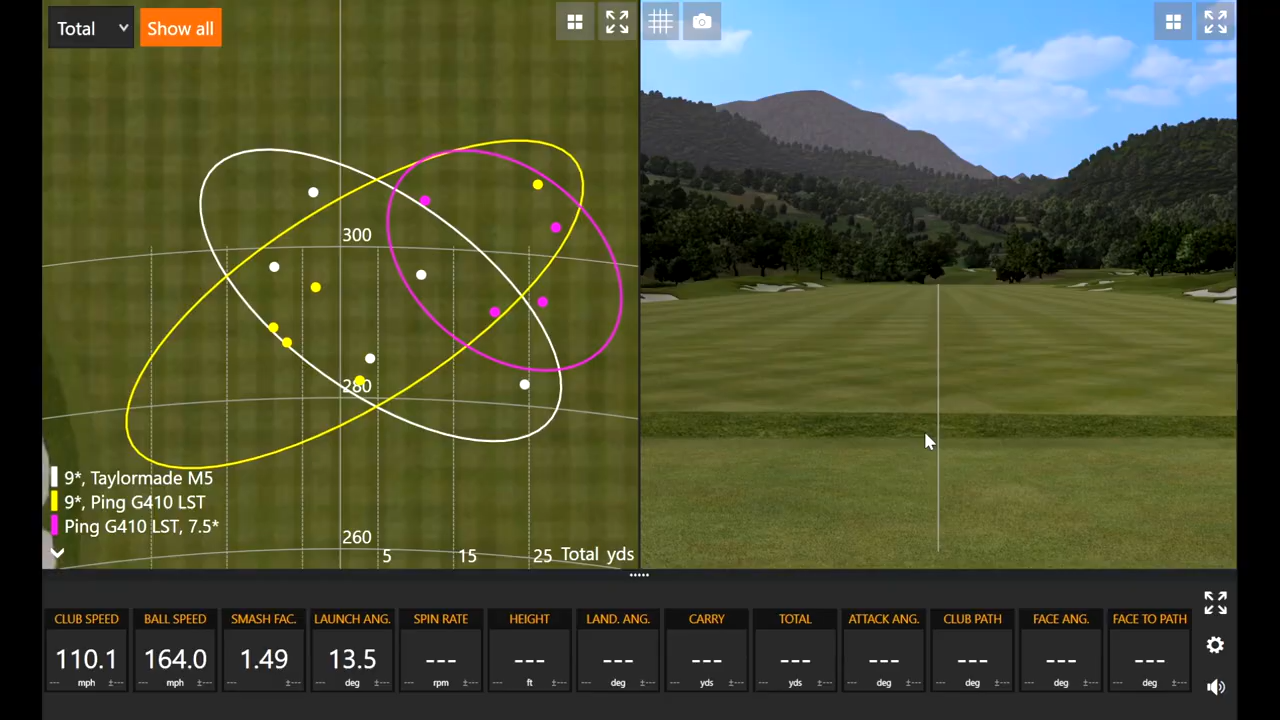 Total
Show all
300
280
260
5 15 25 Total yds
9*, Taylormade M5
9*, Ping G410 LST
Ping G410 LST, 7.5*
CLUB SPEED
110.1
--- mph ±---
BALL SPEED
164.0
--- mph ±---
SMASH FAC.
1.49
--- ±---
LAUNCH ANG.
13.5
--- deg ±---
SPIN RATE
---
--- rpm ±---
HEIGHT
---
--- ft ±---
LAND. ANG.
---
--- deg ±---
CARRY
---
--- yds ±---
TOTAL
---
--- yds ±---
ATTACK ANG.
---
--- deg ±---
CLUB PATH
---
--- deg ±---
FACE ANG.
---
--- deg ±---
FACE TO PATH
---
--- deg ±---